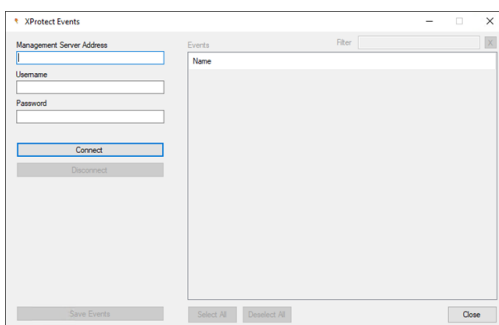 XProtect Events
Management Server Address
Username
Password
Connect
Disconnect
Save Events
Events
Filter
X
Name
Select All
Deselect All
Close